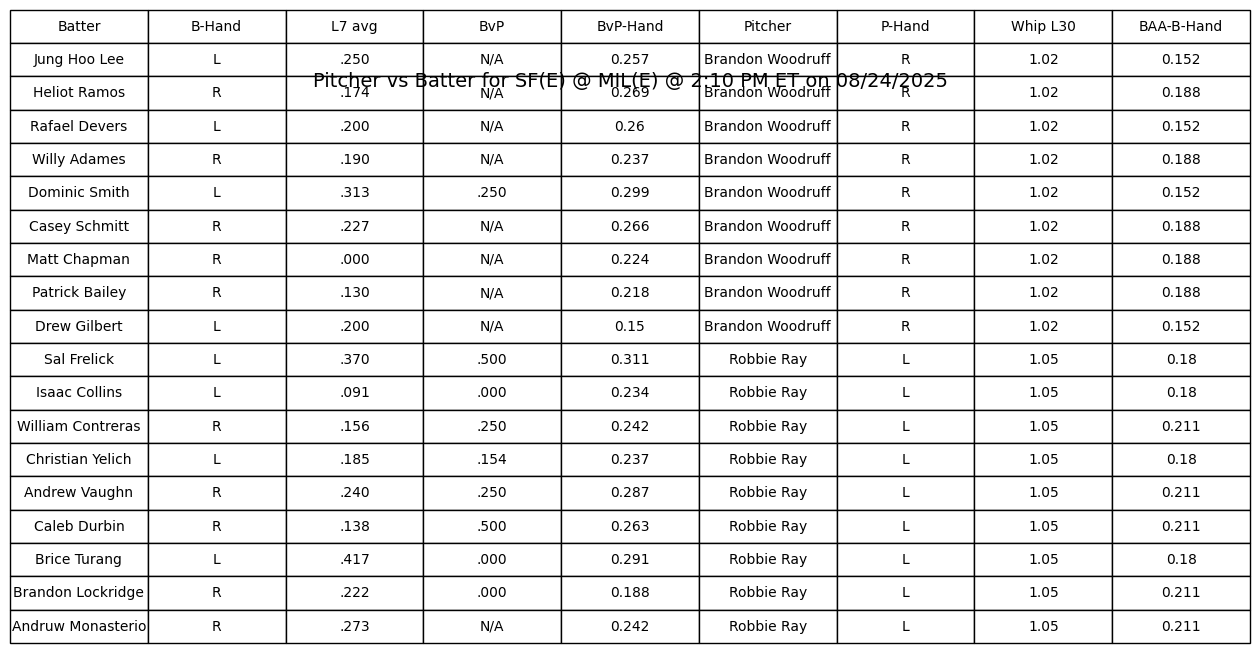 Batter B-Hand L7 avg BvP BvP-Hand Pitcher P-Hand Whip L30 BAA-B-Hand
Jung Hoo Lee L .250 N/A 0.257 Brandon Woodruff R 1.02 0.152
Pitcher vs Batter for SF(E) @ MIL(E) @ 2:10 PM ET on 08/24/2025
Heliot Ramos R .174 N/A 0.269 Brandon Woodruff R 1.02 0.188
Rafael Devers L .200 N/A 0.26 Brandon Woodruff R 1.02 0.152
Willy Adames R .190 N/A 0.237 Brandon Woodruff R 1.02 0.188
Dominic Smith L .313 .250 0.299 Brandon Woodruff R 1.02 0.152
Casey Schmitt R .227 N/A 0.266 Brandon Woodruff R 1.02 0.188
Matt Chapman R .000 N/A 0.224 Brandon Woodruff R 1.02 0.188
Patrick Bailey R .130 N/A 0.218 Brandon Woodruff R 1.02 0.188
Drew Gilbert L .200 N/A 0.15 Brandon Woodruff R 1.02 0.152
Sal Frelick L .370 .500 0.311 Robbie Ray L 1.05 0.18
Isaac Collins L .091 .000 0.234 Robbie Ray L 1.05 0.18
William Contreras R .156 .250 0.242 Robbie Ray L 1.05 0.211
Christian Yelich L .185 .154 0.237 Robbie Ray L 1.05 0.18
Andrew Vaughn R .240 .250 0.287 Robbie Ray L 1.05 0.211
Caleb Durbin R .138 .500 0.263 Robbie Ray L 1.05 0.211
Brice Turang L .417 .000 0.291 Robbie Ray L 1.05 0.18
Brandon Lockridge R .222 .000 0.188 Robbie Ray L 1.05 0.211
Andruw Monasterio R .273 N/A 0.242 Robbie Ray L 1.05 0.211